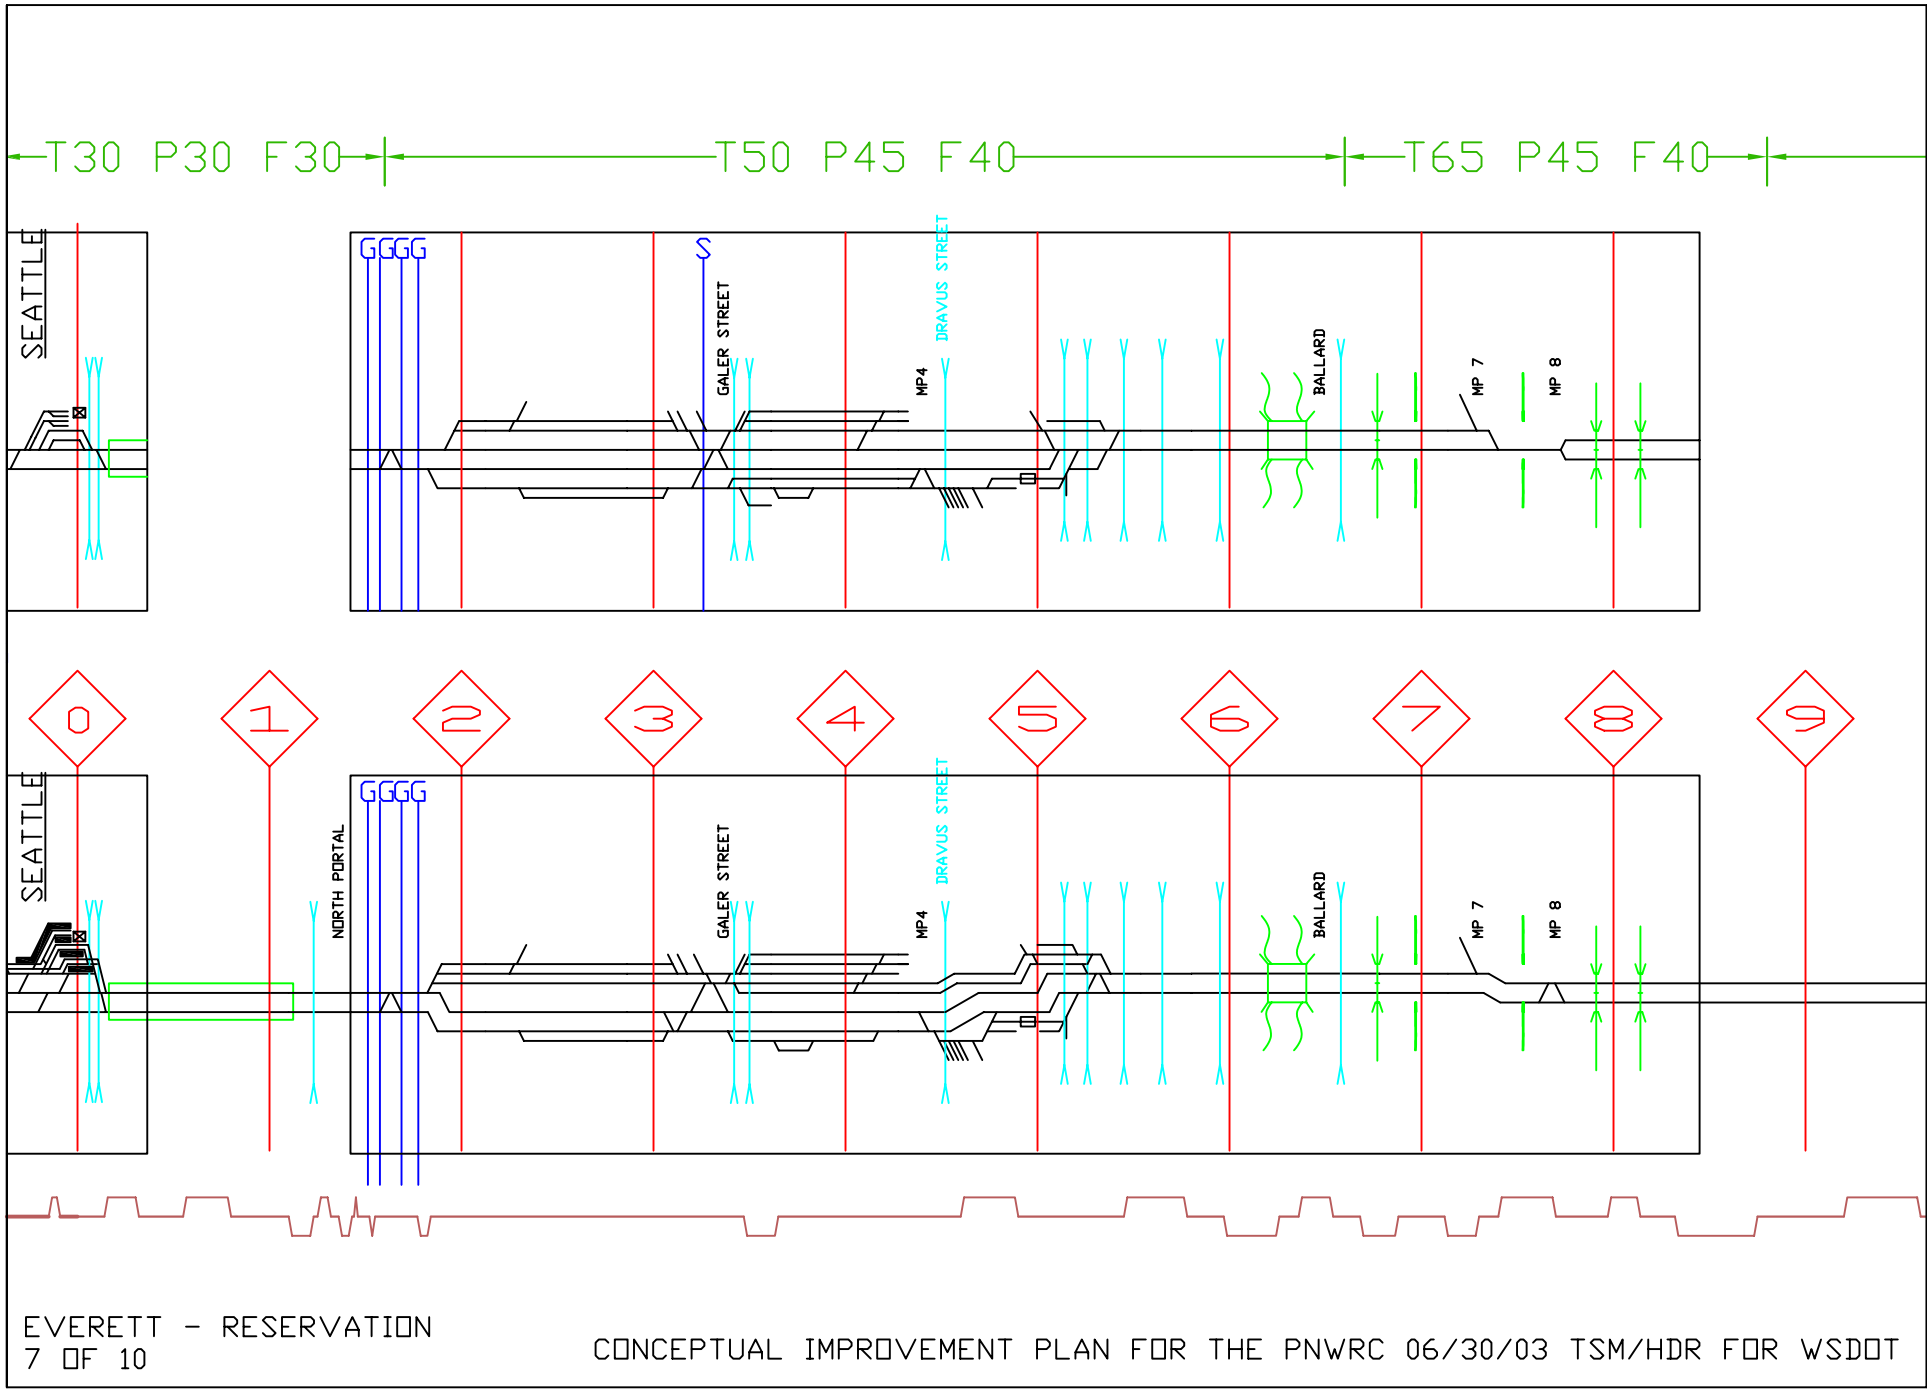 T30 P30 F30
T50 P45 F40
T65 P45 F40
SEATTLE
G G G G
S
GALER STREET
MP4
DRAVUS STREET
BALLARD
MP 7
MP 8
0
1
2
3
4
5
6
7
8
9
SEATTLE
NORTH PORTAL
G G G G
GALER STREET
MP4
DRAVUS STREET
BALLARD
MP 7
MP 8
EVERETT - RESERVATION
7 OF 10
CONCEPTUAL IMPROVEMENT PLAN FOR THE PNWRC 06/30/03 TSM/HDR FOR WSDOT